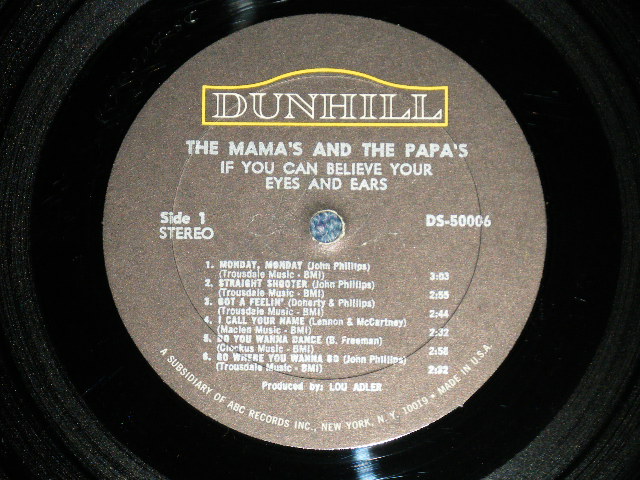 DUNHILL
THE MAMA'S AND THE PAPA'S
IF YOU CAN BELIEVE YOUR
EYES AND EARS
Side 1
STEREO
DS-50006
1. MONDAY, MONDAY (John Phillips)
(Trousdale Music - BMI) 3:03
2. STRAIGHT SHOOTER (John Phillips)
(Trousdale Music - BMI) 2:55
3. GOT A FEELIN' (Doherty & Phillips)
(Trousdale Music - BMI) 2:44
4. I CALL YOUR NAME (Lennon & McCartney)
(Maclen Music - BMI) 2:32
5. DO YOU WANNA DANCE (B. Freeman)
(Clockus Music - BMI) 2:56
6. GO WHERE YOU WANNA GO (John Phillips)
(Trousdale Music - BMI) 2:22
Produced by: LOU ADLER
A SUBSIDIARY OF ABC RECORDS INC., NEW YORK, N.Y. 10019 • MADE IN U.S.A.